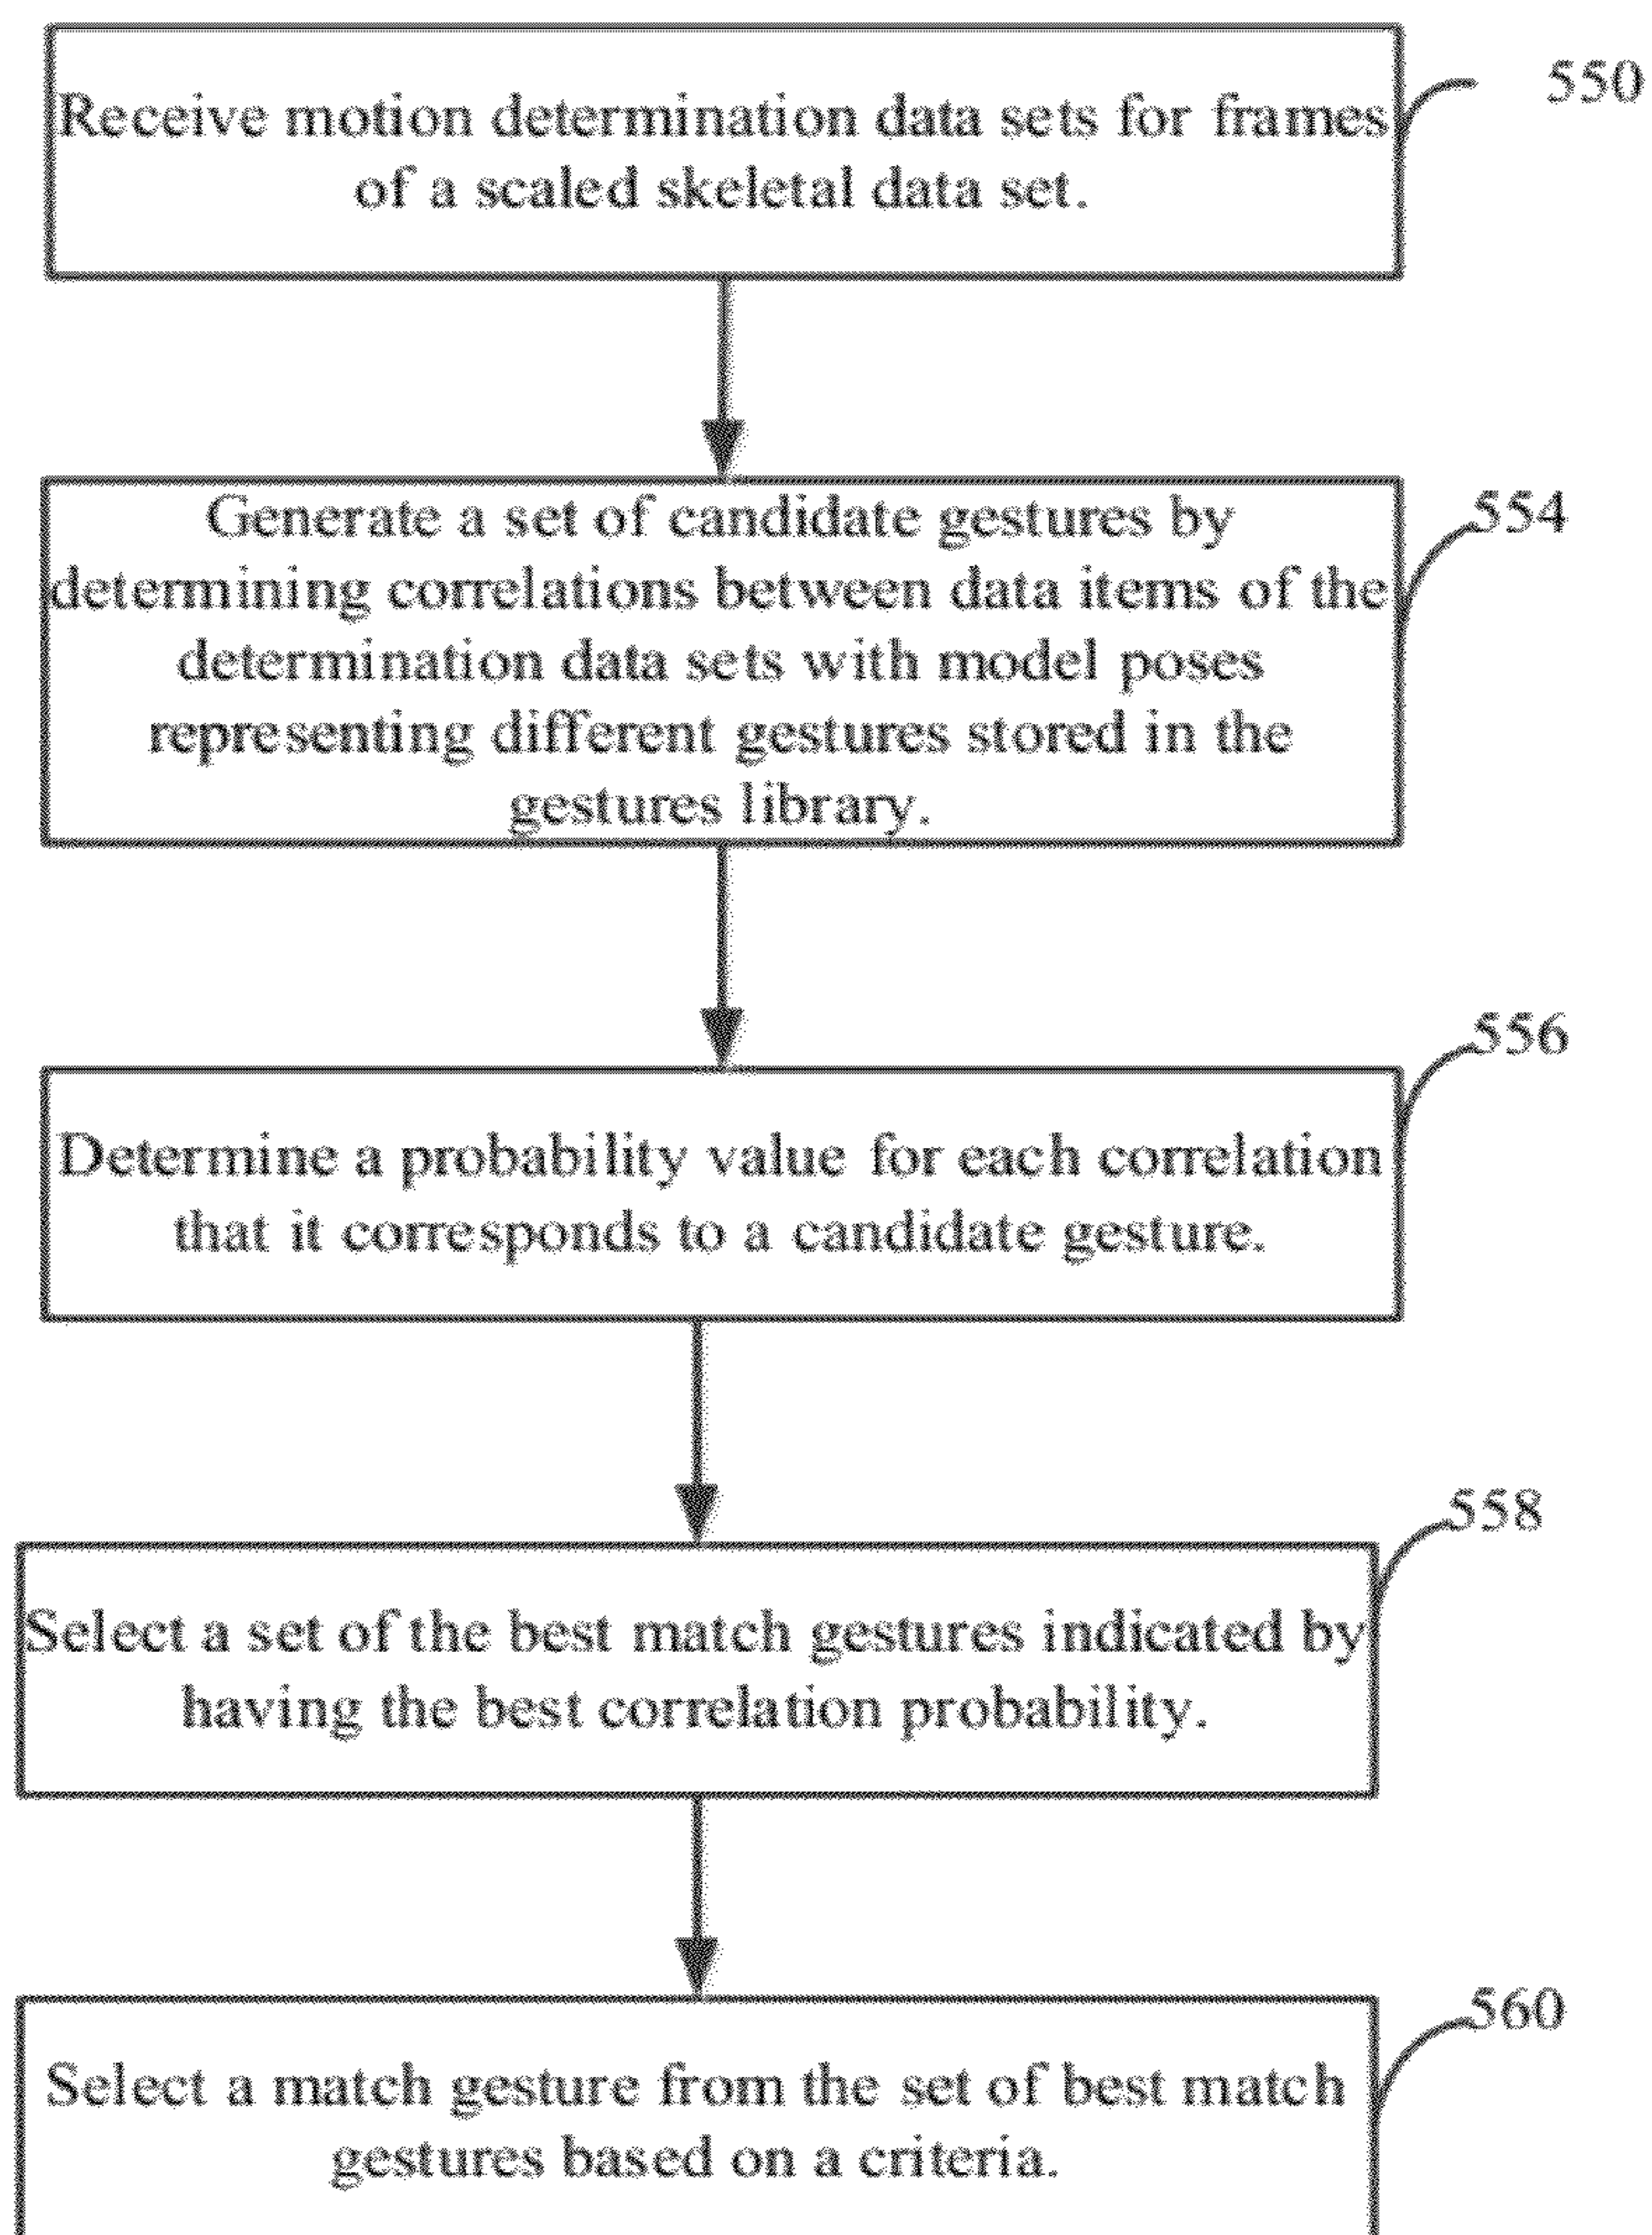 550
Receive motion determination data sets for frames
of a scaled skeletal data set.
554
Generate a set of candidate gestures by
determining correlations between data items of the
determination data sets with model poses
representing different gestures stored in the
gestures library.
556
Determine a probability value for each correlation
that it corresponds to a candidate gesture.
558
Select a set of the best match gestures indicated by
having the best correlation probability.
560
Select a match gesture from the set of best match
gestures based on a criteria.